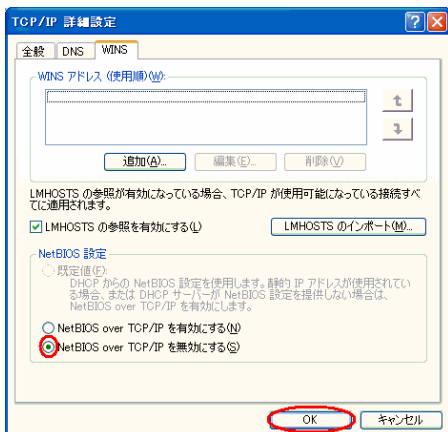 TCP/IP 詳細設定
全般 DNS WINS
WINS アドレス (使用順)(W):
追加(A)... 編集(E)... 削除(V)
LMHOSTS の参照が有効になっている場合、TCP/IP が使用可能になっている接続すべ
てに適用されます。
LMHOSTS の参照を有効にする(L) LMHOSTS のインポート(M)...
NetBIOS 設定
既定値(F):
DHCP からの NetBIOS 設定を使用します。静的 IP アドレスが使用されてい
る場合、または DHCP サーバーが NetBIOS 設定を提供しない場合は、
NetBIOS over TCP/IP を有効にします。
NetBIOS over TCP/IP を有効にする(N)
NetBIOS over TCP/IP を無効にする(S)
OK キャンセル